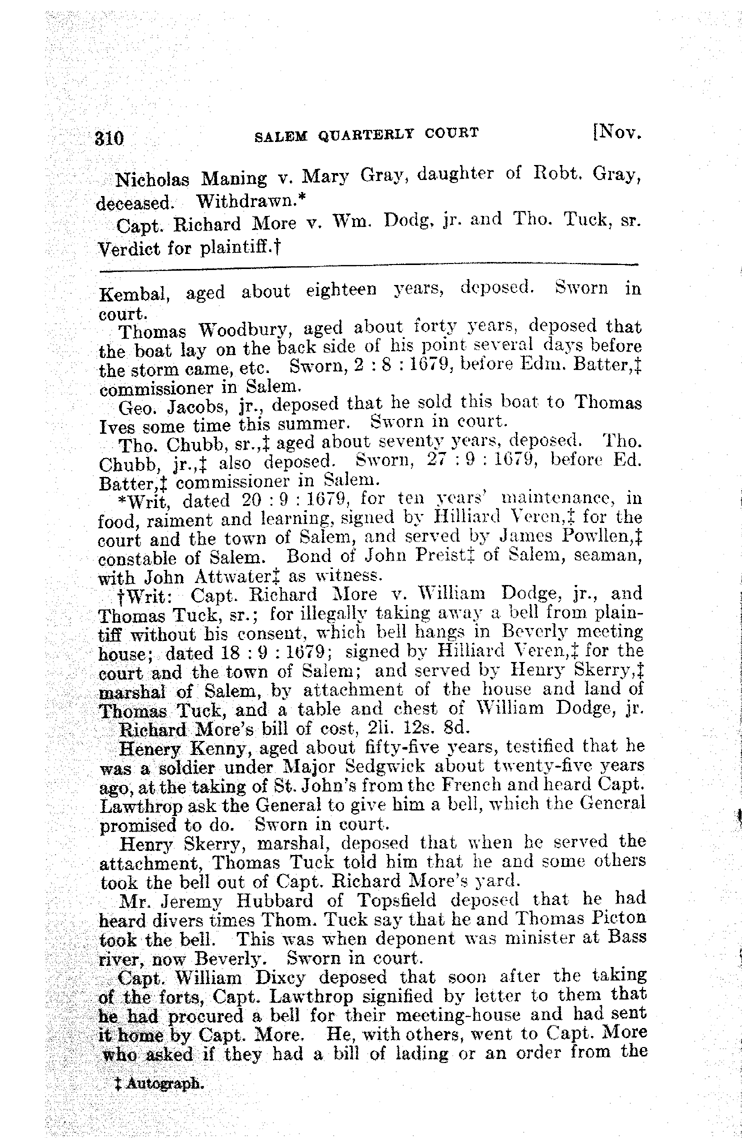 310 SALEM QUARTERLY COURT [Nov.
Nicholas Maning v. Mary Gray, daughter of Robt. Gray,
deceased. Withdrawn.*
Capt. Richard More v. Wm. Dodg, jr. and Tho. Tuck, sr.
Verdict for plaintiff.†
Kembal, aged about eighteen years, deposed. Sworn in
court.
Thomas Woodbury, aged about forty years, deposed that
the boat lay on the back side of his point several days before
the storm came, etc. Sworn, 2 : 8 : 1679, before Edm. Batter,‡
commissioner in Salem.
Geo. Jacobs, jr., deposed that he sold this boat to Thomas
Ives some time this summer. Sworn in court.
Tho. Chubb, sr.,‡ aged about seventy years, deposed. Tho.
Chubb, jr.,‡ also deposed. Sworn, 27 : 9 : 1679, before Ed.
Batter,‡ commissioner in Salem.
*Writ, dated 20 : 9 : 1679, for ten years' maintenance, in
food, raiment and learning, signed by Hilliard Veren,‡ for the
court and the town of Salem, and served by James Powllen,‡
constable of Salem. Bond of John Preist‡ of Salem, seaman,
with John Attwater‡ as witness.
†Writ: Capt. Richard More v. William Dodge, jr., and
Thomas Tuck, sr.; for illegally taking away a bell from plain-
tiff without his consent, which bell hangs in Beverly meeting
house; dated 18 : 9 : 1679; signed by Hilliard Veren,‡ for the
court and the town of Salem; and served by Henry Skerry,‡
marshal of Salem, by attachment of the house and land of
Thomas Tuck, and a table and chest of William Dodge, jr.
Richard More's bill of cost, 2li. 12s. 8d.
Henery Kenny, aged about fifty-five years, testified that he
was a soldier under Major Sedgwick about twenty-five years
ago, at the taking of St. John's from the French and heard Capt.
Lawthrop ask the General to give him a bell, which the General
promised to do. Sworn in court.
Henry Skerry, marshal, deposed that when he served the
attachment, Thomas Tuck told him that he and some others
took the bell out of Capt. Richard More's yard.
Mr. Jeremy Hubbard of Topsfield deposed that he had
heard divers times Thom. Tuck say that he and Thomas Picton
took the bell. This was when deponent was minister at Bass
river, now Beverly. Sworn in court.
Capt. William Dixcy deposed that soon after the taking
of the forts, Capt. Lawthrop signified by letter to them that
he had procured a bell for their meeting-house and had sent
it home by Capt. More. He, with others, went to Capt. More
who asked if they had a bill of lading or an order from the
‡ Autograph.